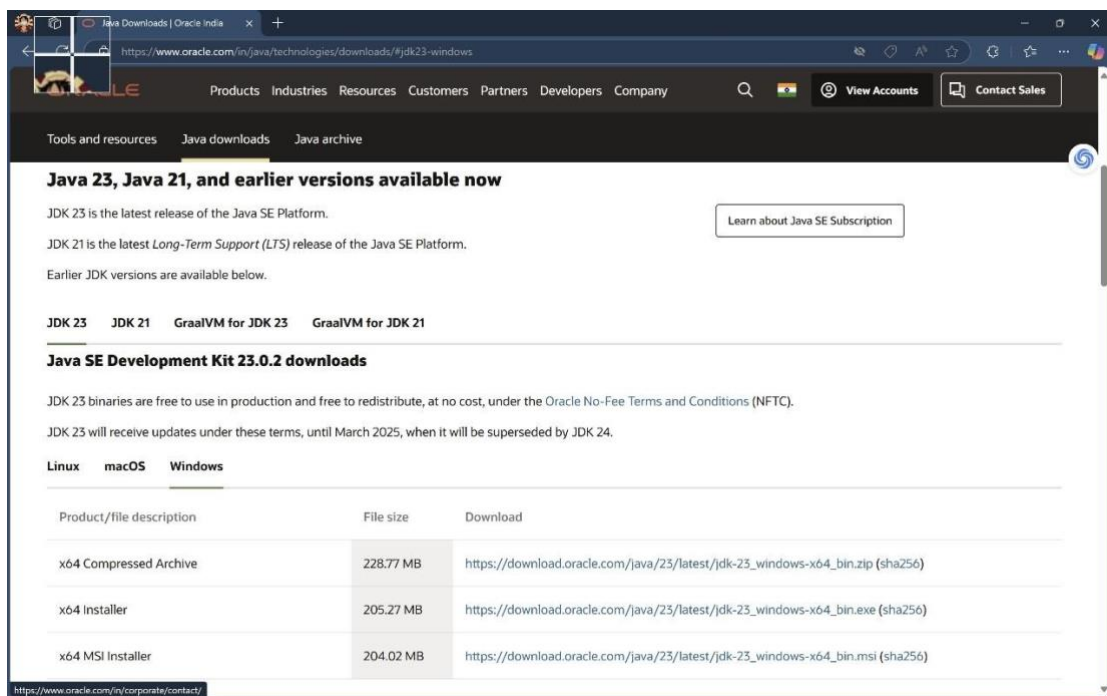 Java Downloads | Oracle India
https://www.oracle.com/in/java/technologies/downloads/#jdk23-windows
Products Industries Resources Customers Partners Developers Company View Accounts Contact Sales
Tools and resources Java downloads Java archive
Java 23, Java 21, and earlier versions available now
JDK 23 is the latest release of the Java SE Platform.
Learn about Java SE Subscription
JDK 21 is the latest Long-Term Support (LTS) release of the Java SE Platform.
Earlier JDK versions are available below.
JDK 23 JDK 21 GraalVM for JDK 23 GraalVM for JDK 21
Java SE Development Kit 23.0.2 downloads
JDK 23 binaries are free to use in production and free to redistribute, at no cost, under the Oracle No-Fee Terms and Conditions (NFTC).
JDK 23 will receive updates under these terms, until March 2025, when it will be superseded by JDK 24.
Linux macOS Windows
Product/file description File size Download
x64 Compressed Archive 228.77 MB https://download.oracle.com/java/23/latest/jdk-23_windows-x64_bin.zip (sha256)
x64 Installer 205.27 MB https://download.oracle.com/java/23/latest/jdk-23_windows-x64_bin.exe (sha256)
x64 MSI Installer 204.02 MB https://download.oracle.com/java/23/latest/jdk-23_windows-x64_bin.msi (sha256)
https://www.oracle.com/in/corporate/contact/